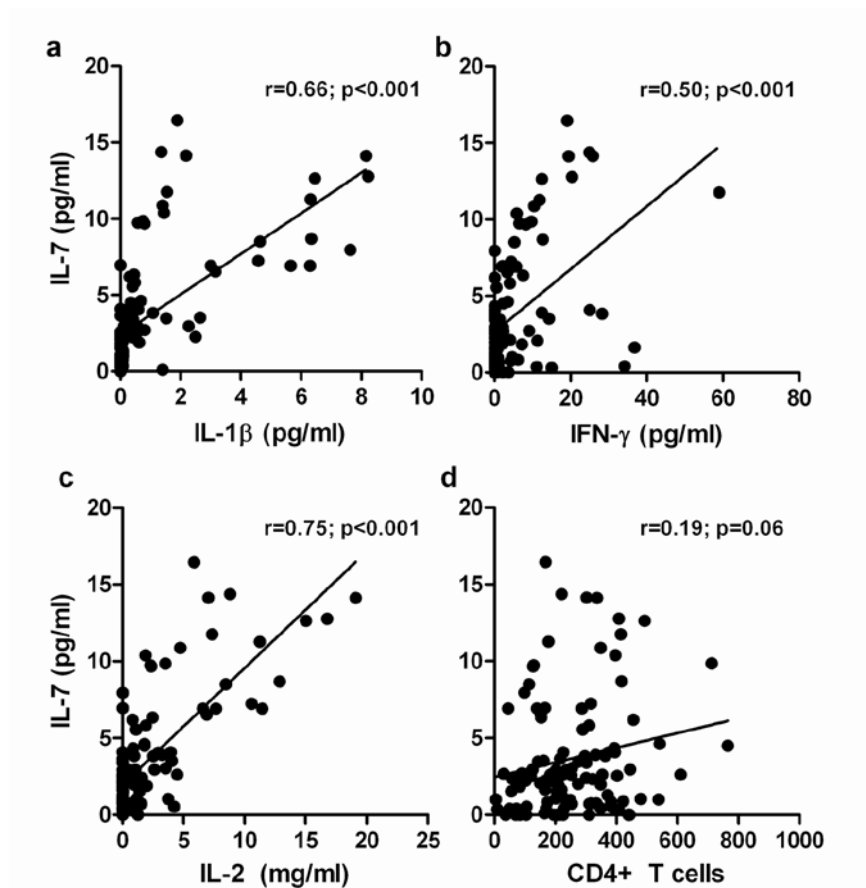 a
20
r=0.66; p<0.001
15
IL-7 (pg/ml)
10
5
0
0 2 4 6 8 10
IL-1β (pg/ml)
b
20
r=0.50; p<0.001
15
10
5
0
0 20 40 60 80
IFN-γ (pg/ml)
c
20
r=0.75; p<0.001
15
IL-7 (pg/ml)
10
5
0
0 5 10 15 20 25
IL-2 (mg/ml)
d
20
r=0.19; p=0.06
15
10
5
0
0 200 400 600 800 1000
CD4+ T cells